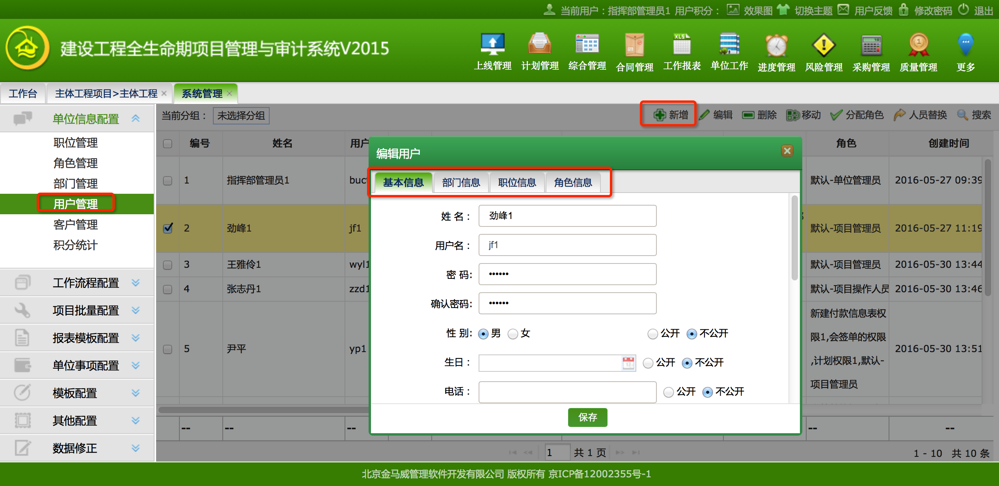 当前用户：指挥部管理员1 用户积分： 效果图 切换主题 用户反馈 修改密码 退出
建设工程全生命期项目管理与审计系统V2015
上线管理 计划管理 综合管理 合同管理 工作报表 单位工作 进度管理 风险管理 采购管理 质量管理 更多
XLS
工作台 主体工程项目>主体工程 系统管理
单位信息配置
职位管理
角色管理
部门管理
用户管理
客户管理
积分统计
工作流程配置
项目批量配置
报表模板配置
单位事项配置
模板配置
其他配置
数据修正
当前分组： 未选择分组 新增 编辑 删除 移动 分配角色 人员替换 搜索
编号 姓名 用户 角色 创建时间
1 指挥部管理员1 buct 默认-单位管理员 2016-05-27 09:39
2 劲峰1 jf1 默认-项目管理员 2016-05-27 11:19
3 王雅伶1 wyl1 默认-项目管理员 2016-05-30 13:44
4 张志丹1 zzd1 默认-项目操作人员 2016-05-30 13:46
5 尹平 yp1 新建付款信息表权
限1,会签单的权限
,计划权限1,默认-
项目管理员
2016-05-30 13:51
-- -- -- -- --
编辑用户
基本信息 部门信息 职位信息 角色信息
姓 名： 劲峰1
用户名： jf1
密 码: ••••••
确认密码: ••••••
性 别: 男 女 公开 不公开
生日： 公开 不公开
电话： 公开 不公开
保存
1 共 1 页
1 - 10 共 10 条
北京金马威管理软件开发有限公司 版权所有 京ICP备12002355号-1